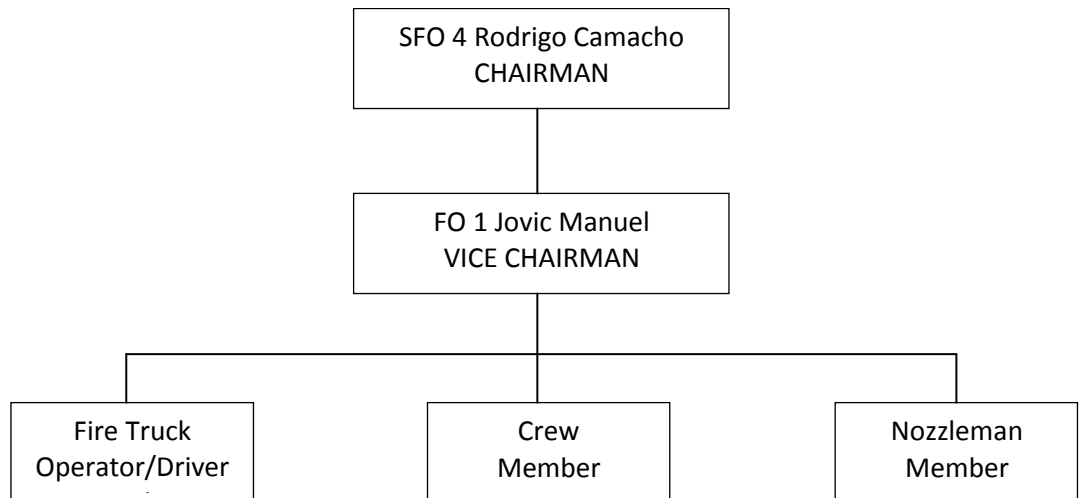 SFO 4 Rodrigo Camacho
CHAIRMAN
FO 1 Jovic Manuel
VICE CHAIRMAN
Fire Truck
Operator/Driver
Crew
Member
Nozzleman
Member